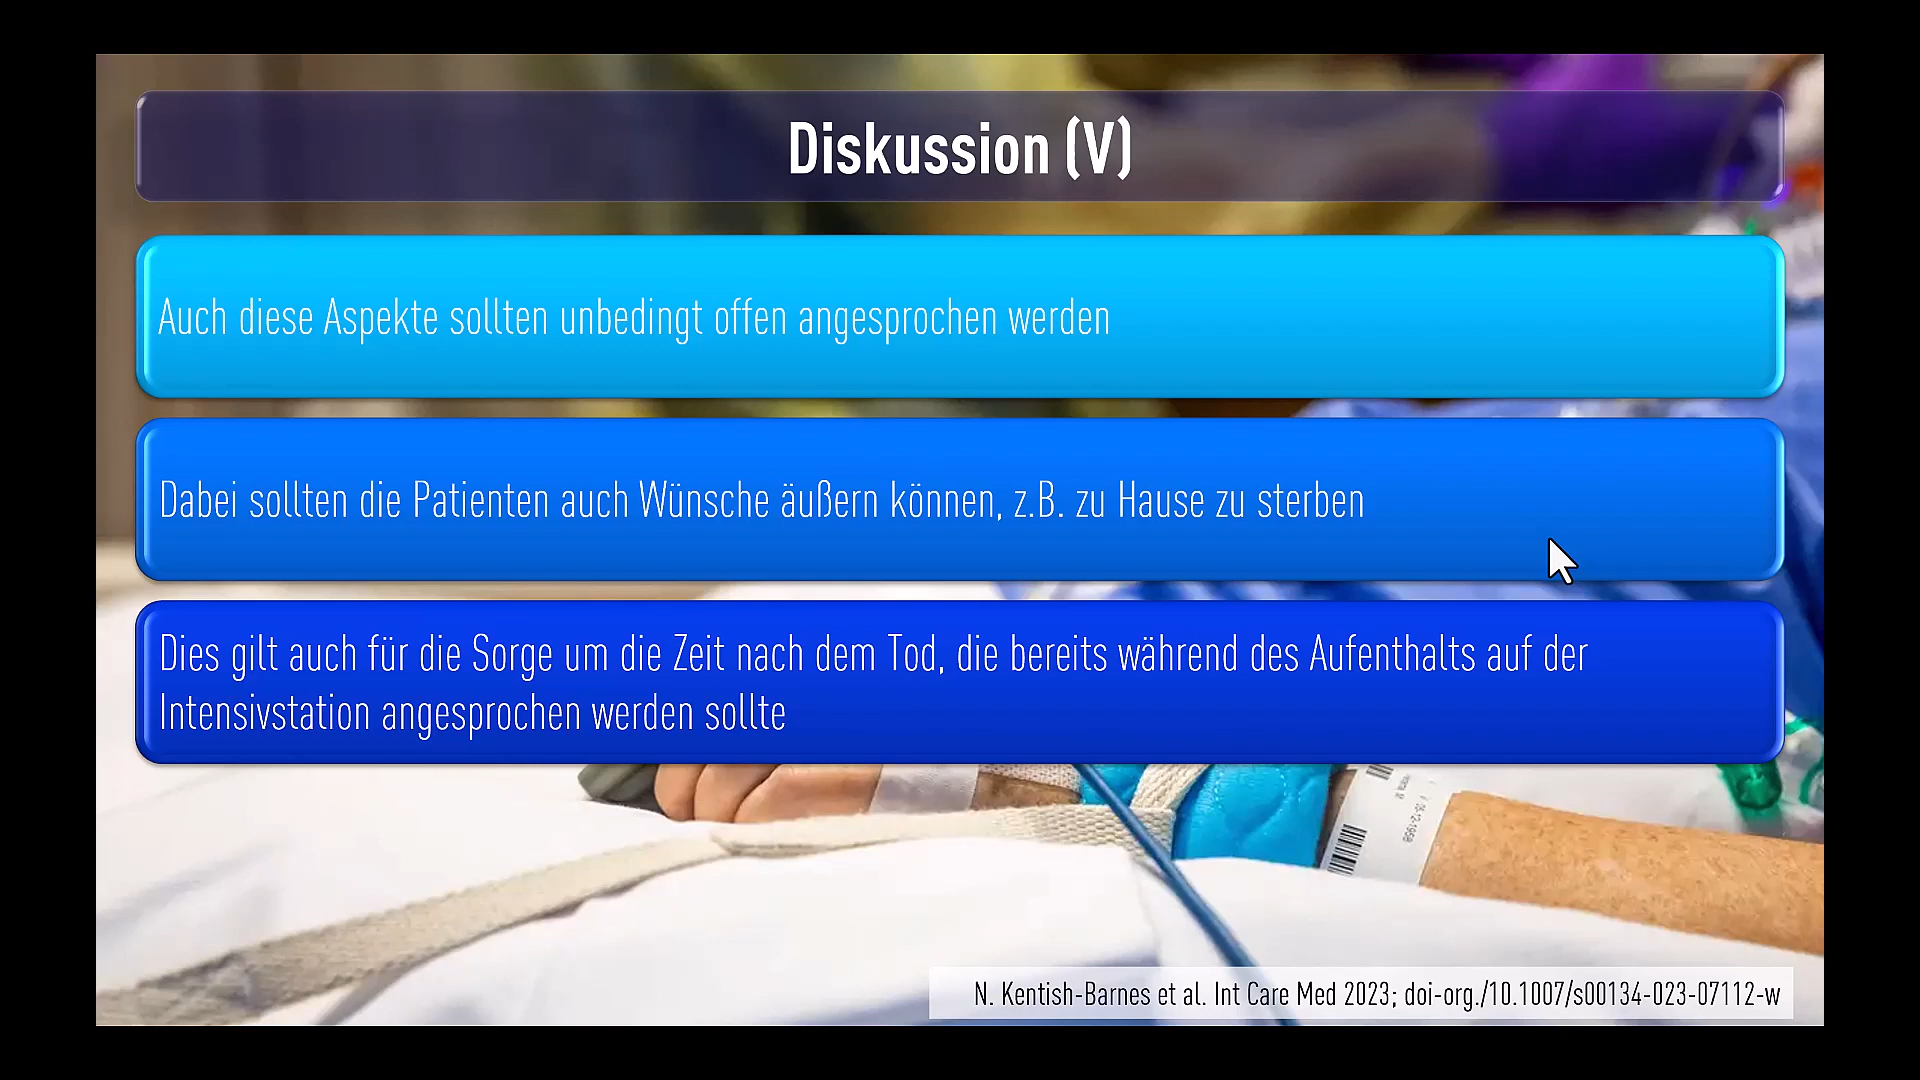 Diskussion (V)
Auch diese Aspekte sollten unbedingt offen angesprochen werden
Dabei sollten die Patienten auch Wünsche äußern können, z.B. zu Hause zu sterben
Dies gilt auch für die Sorge um die Zeit nach dem Tod, die bereits während des Aufenthalts auf der
Intensivstation angesprochen werden sollte
N. Kentish-Barnes et al. Int Care Med 2023; doi-org./10.1007/s00134-023-07112-w